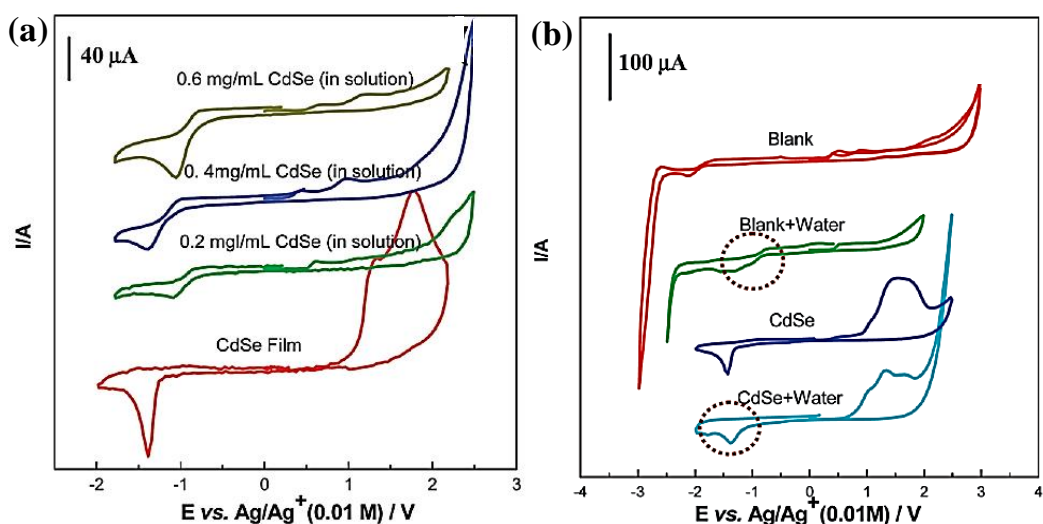 (a)
40 μA
0.6 mg/mL CdSe (in solution)
0. 4mg/mL CdSe (in solution)
0.2 mgl/mL CdSe (in solution)
CdSe Film
I/A
-2 -1 0 1 2 3
E vs. Ag/Ag⁺(0.01 M) / V
(b)
100 μA
Blank
Blank+Water
CdSe
CdSe+Water
I/A
-4 -3 -2 -1 0 1 2 3 4
E vs. Ag/Ag⁺(0.01M) / V